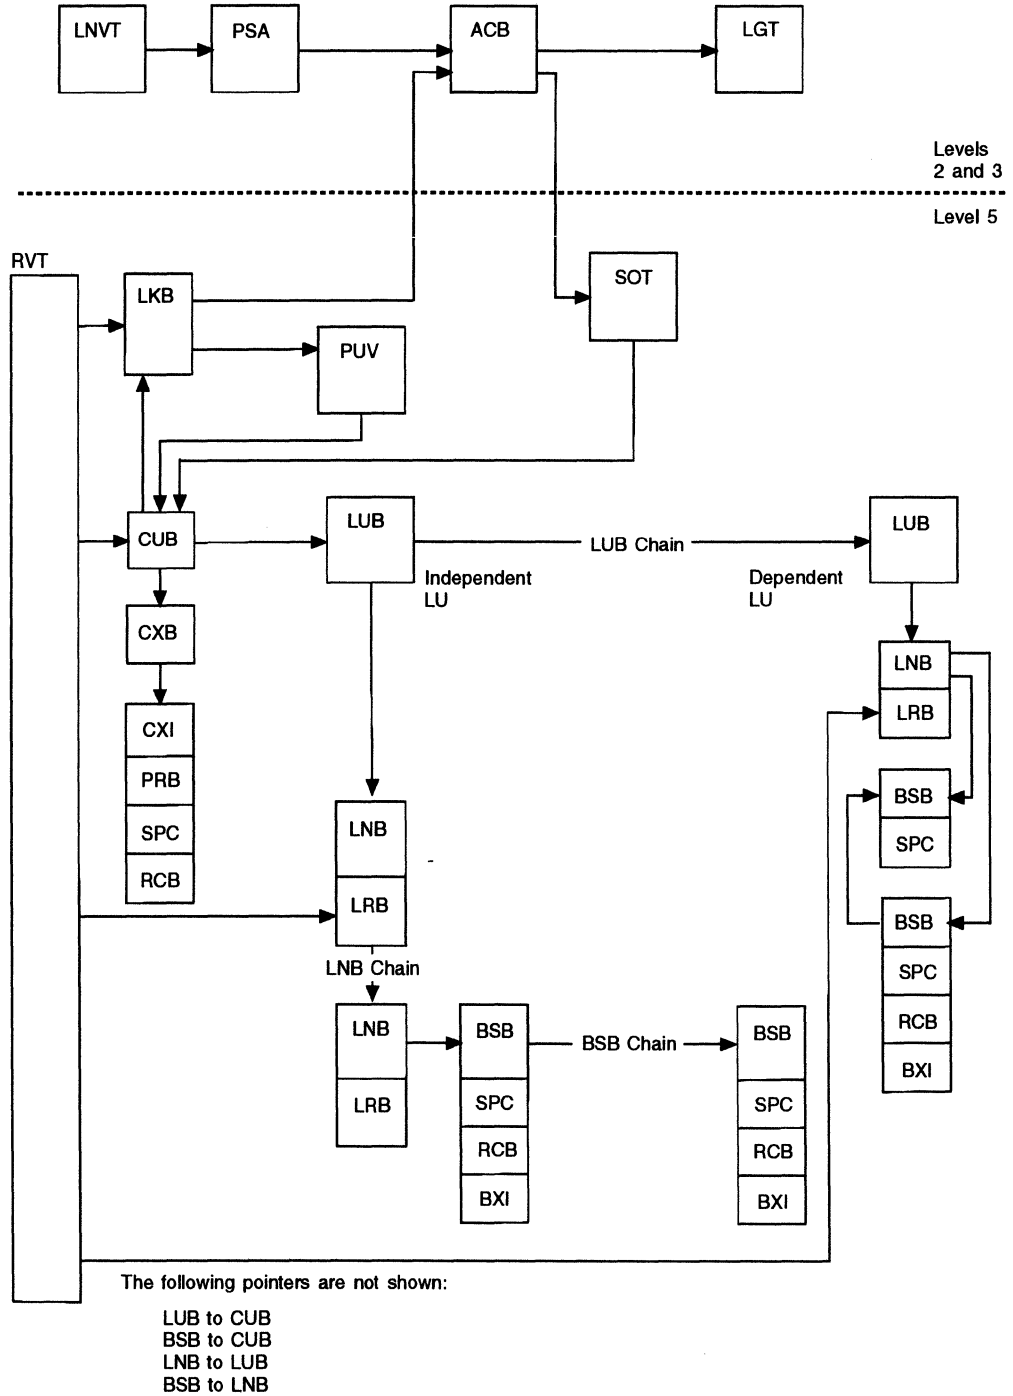 LNVT
PSA
ACB
LGT
Levels
2 and 3
Level 5
RVT
LKB
SOT
PUV
CUB
LUB
LUB Chain
LUB
Independent
LU
Dependent
LU
CXB
LNB
LRB
CXI
PRB
SPC
RCB
BSB
SPC
LNB
LRB
BSB
SPC
RCB
BXI
LNB Chain
LNB
LRB
BSB
SPC
RCB
BXI
BSB Chain
BSB
SPC
RCB
BXI
The following pointers are not shown:
LUB to CUB
BSB to CUB
LNB to LUB
BSB to LNB